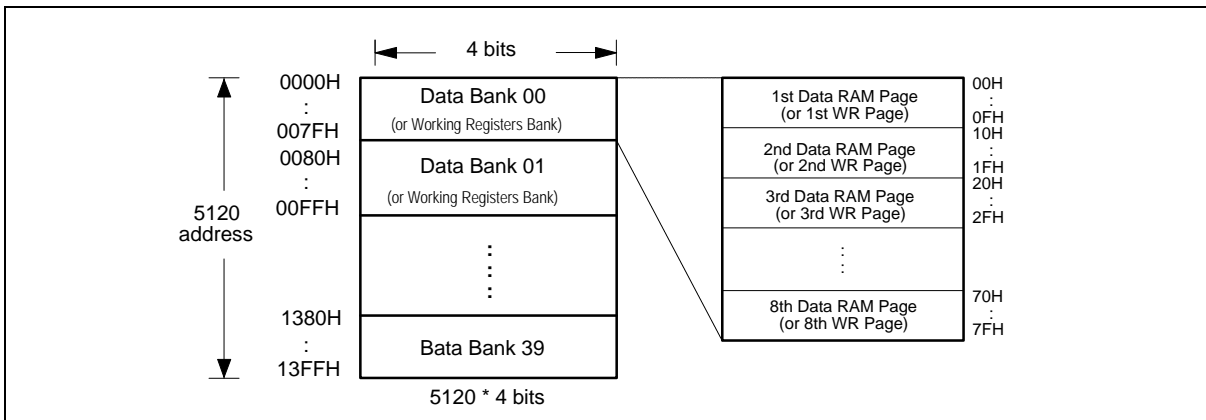 4 bits
0000H
:
007FH
0080H
:
00FFH
5120
address
1380H
:
13FFH
Data Bank 00
(or Working Registers Bank)
Data Bank 01
(or Working Registers Bank)
Bata Bank 39
5120 * 4 bits
1st Data RAM Page
(or 1st WR Page)
2nd Data RAM Page
(or 2nd WR Page)
3rd Data RAM Page
(or 3rd WR Page)
8th Data RAM Page
(or 8th WR Page)
00H
:
0FH
10H
:
1FH
20H
:
2FH
70H
:
7FH